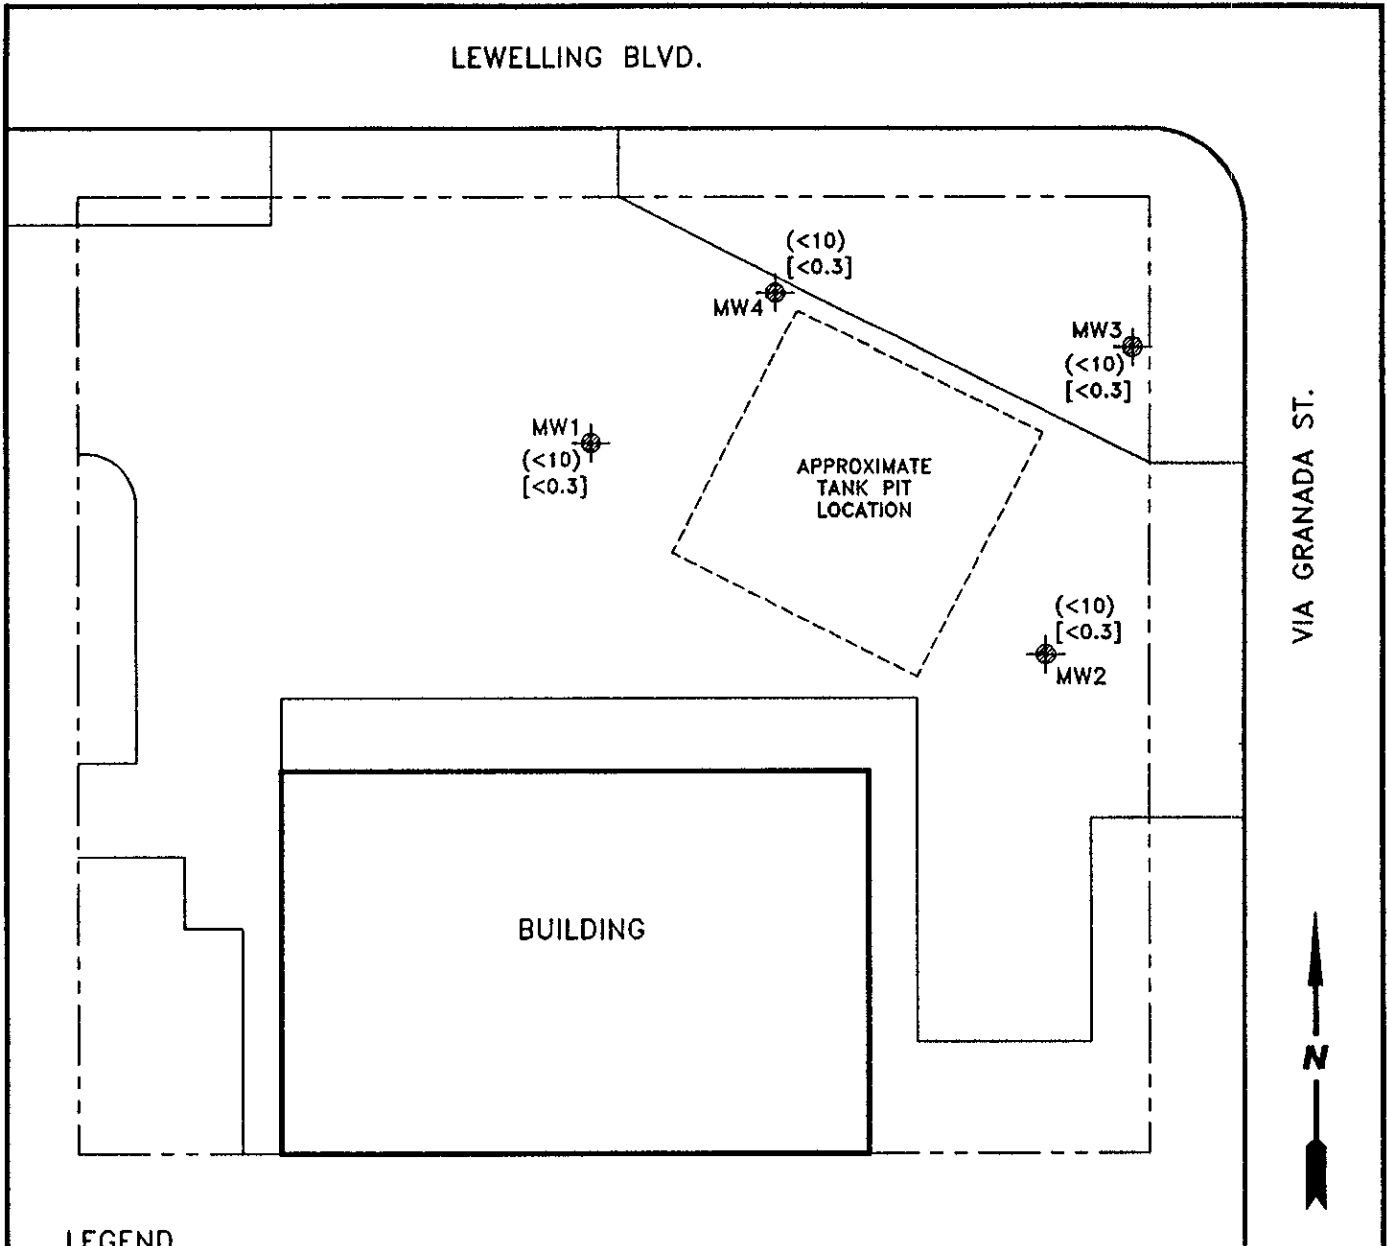 LEWELLING BLVD.
(<10)
[<0.3]
MW4
MW3
(<10)
[<0.3]
MW1
(<10)
[<0.3]
APPROXIMATE
TANK PIT
LOCATION
VIA GRANADA ST.
(<10)
[<0.3]
MW2
BUILDING
N
LEGEND